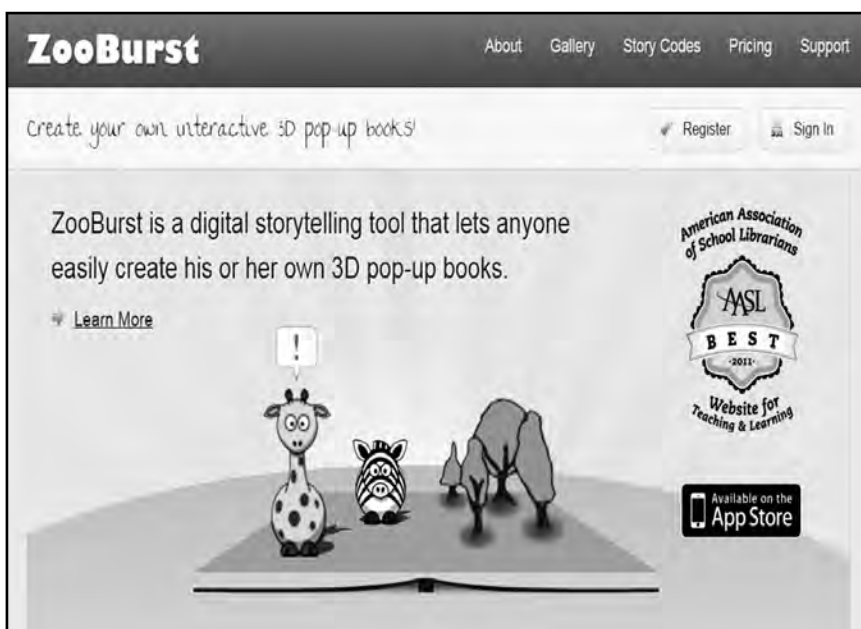 ZooBurst
About Gallery Story Codes Pricing Support
Create your own interactive 3D pop-up books!
Register Sign In
ZooBurst is a digital storytelling tool that lets anyone
easily create his or her own 3D pop-up books.
Learn More
!
American Association
of School Librarians
AASL
BEST
·2011·
Website for
Teaching & Learning
Available on the
App Store